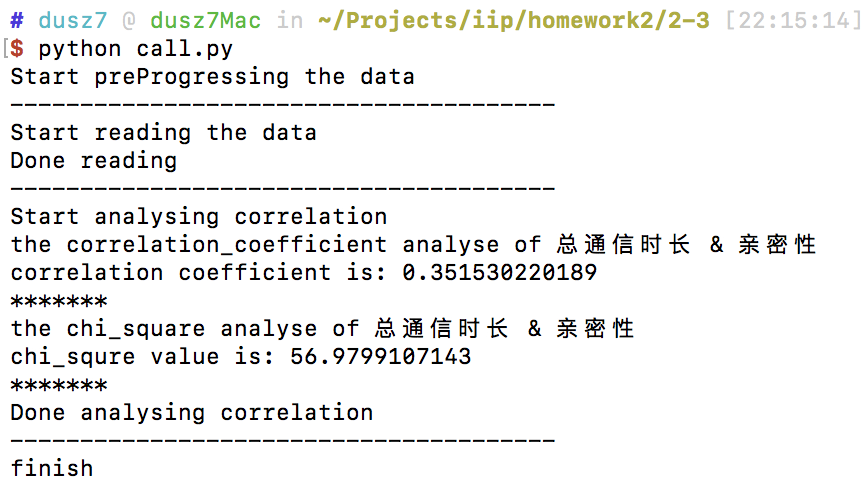 # dusz7 @ dusz7Mac in ~/Projects/iip/homework2/2-3 [22:15:14]
[$ python call.py
Start preProgressing the data
---------------------------------------
Start reading the data
Done reading
---------------------------------------
Start analysing correlation
the correlation_coefficient analyse of 总通信时长 & 亲密性
correlation coefficient is: 0.351530220189
*******
the chi_square analyse of 总通信时长 & 亲密性
chi_squre value is: 56.9799107143
*******
Done analysing correlation
---------------------------------------
finish